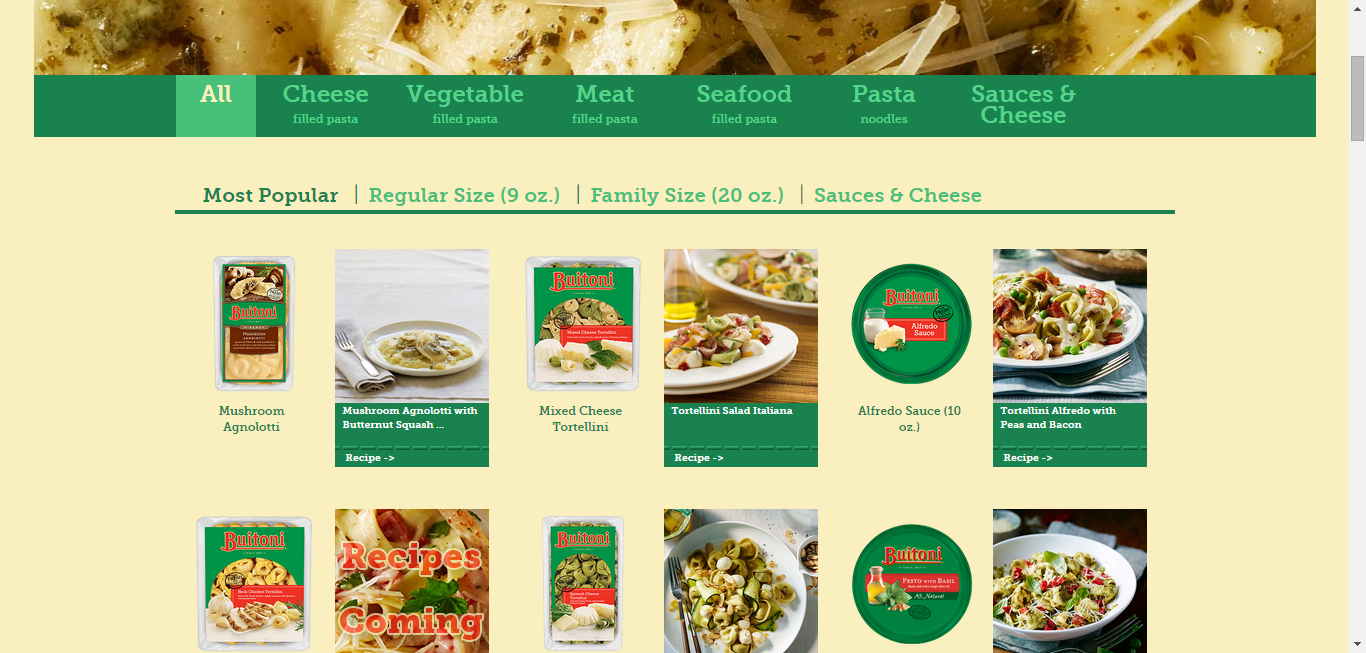 All
Cheese
filled pasta
Vegetable
filled pasta
Meat
filled pasta
Seafood
filled pasta
Pasta
noodles
Sauces &
Cheese
Most Popular | Regular Size (9 oz.) | Family Size (20 oz.) | Sauces & Cheese
Buitoni
MUSHROOM
AGNOLOTTI
Mushroom
Agnolotti
Mushroom Agnolotti with
Butternut Squash ...
Recipe ->
Buitoni
Mixed Cheese Tortellini
Mixed Cheese
Tortellini
Tortellini Salad Italiana
Recipe ->
Buitoni
Alfredo
Sauce
Alfredo Sauce (10
oz.)
Tortellini Alfredo with
Peas and Bacon
Recipe ->
Buitoni
Herb Chicken Tortellini
Recipes
Coming
Buitoni
Spinach Cheese
Tortellini
Buitoni
PESTO WITH BASIL
All Natural